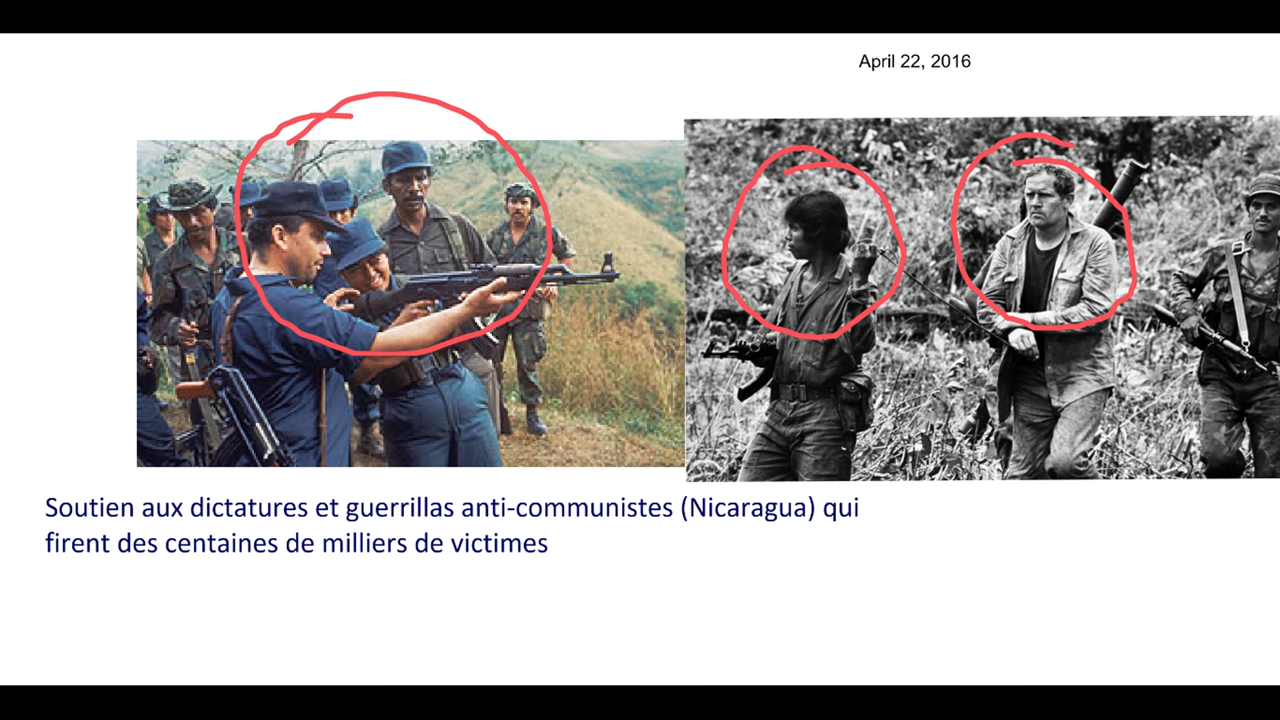 April 22, 2016
Soutien aux dictatures et guerrillas anti-communistes (Nicaragua) qui
firent des centaines de milliers de victimes